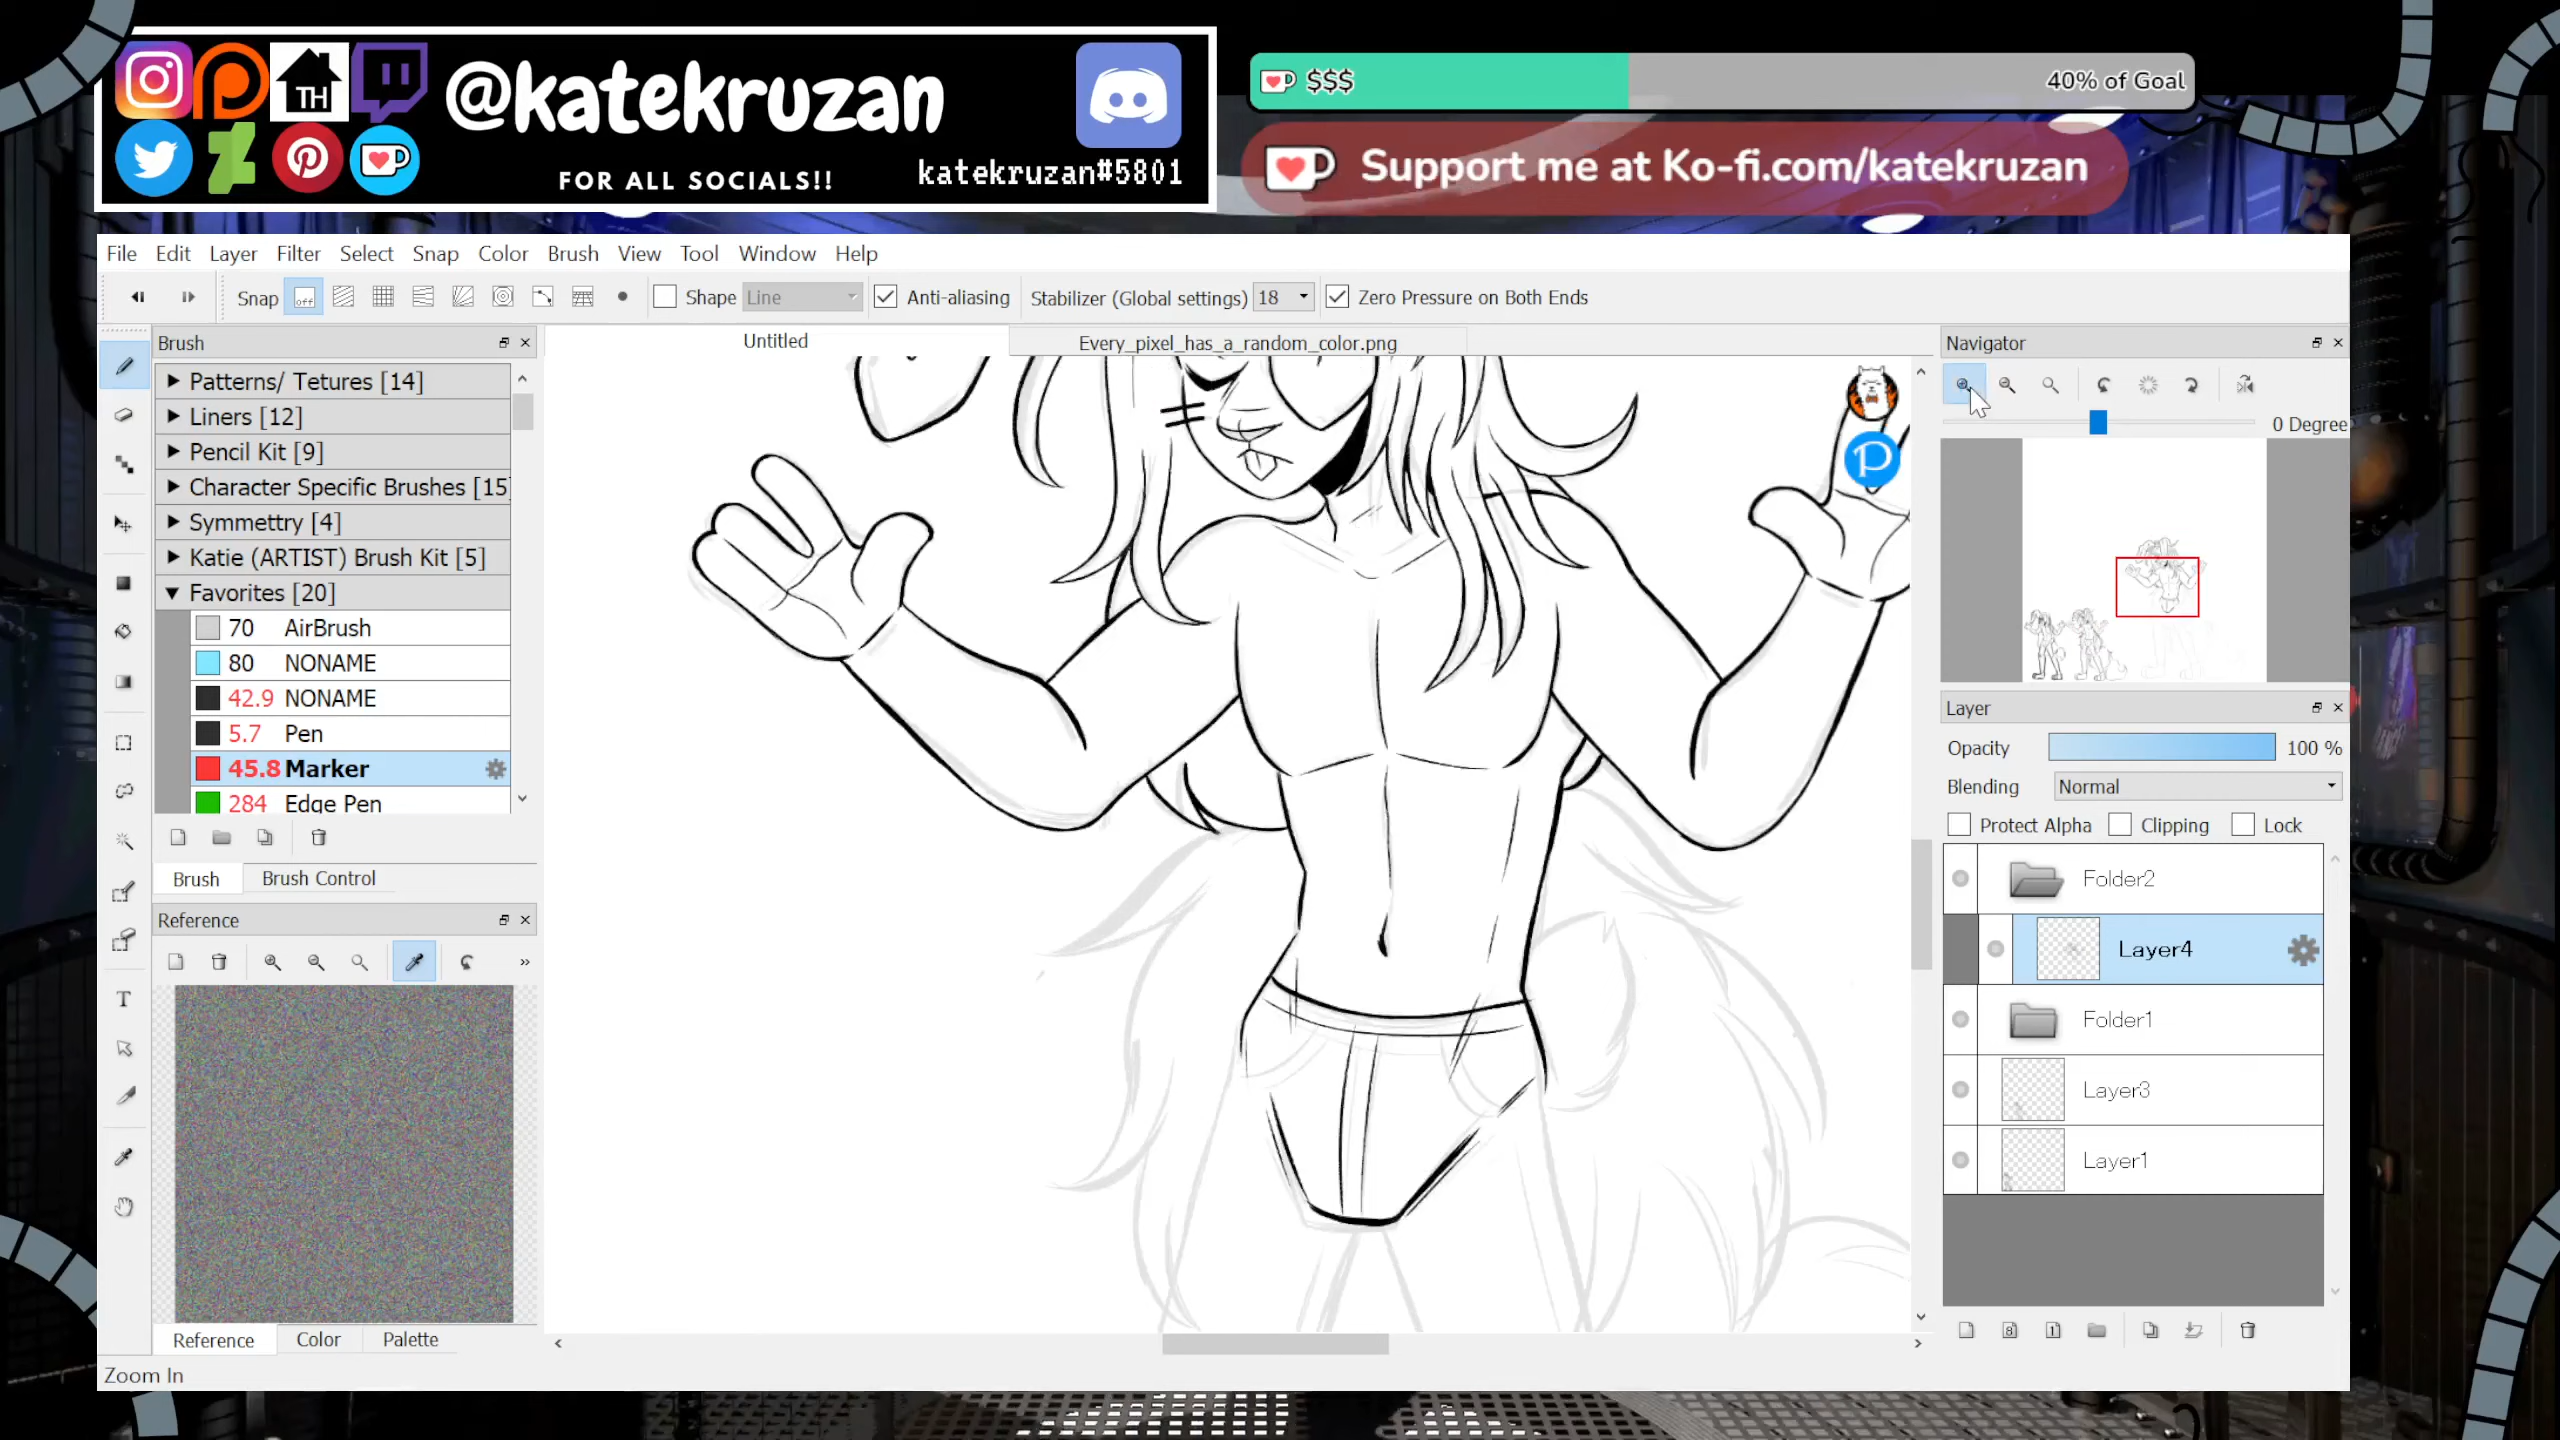 TH
@katekruzan
FOR ALL SOCIALS!!
katekruzan#5801
$$$
40% of Goal
Support me at Ko-fi.com/katekruzan
File Edit Layer Filter Select Snap Color Brush View Tool Window Help
Snap off Shape Line Anti-aliasing Stabilizer (Global settings) 18 Zero Pressure on Both Ends
Brush
Patterns/ Tetures [14]
Liners [12]
Pencil Kit [9]
Character Specific Brushes [15]
Symmettry [4]
Katie (ARTIST) Brush Kit [5]
Favorites [20]
70 AirBrush
80 NONAME
42.9 NONAME
5.7 Pen
45.8 Marker
284 Edge Pen
Brush Brush Control
Reference
Reference Color Palette
Zoom In
Untitled
Every_pixel_has_a_random_color.png
P
Navigator
0 Degree
Layer
Opacity 100 %
Blending Normal
Protect Alpha Clipping Lock
Folder2
Layer4
Folder1
Layer3
Layer1
8 1
T